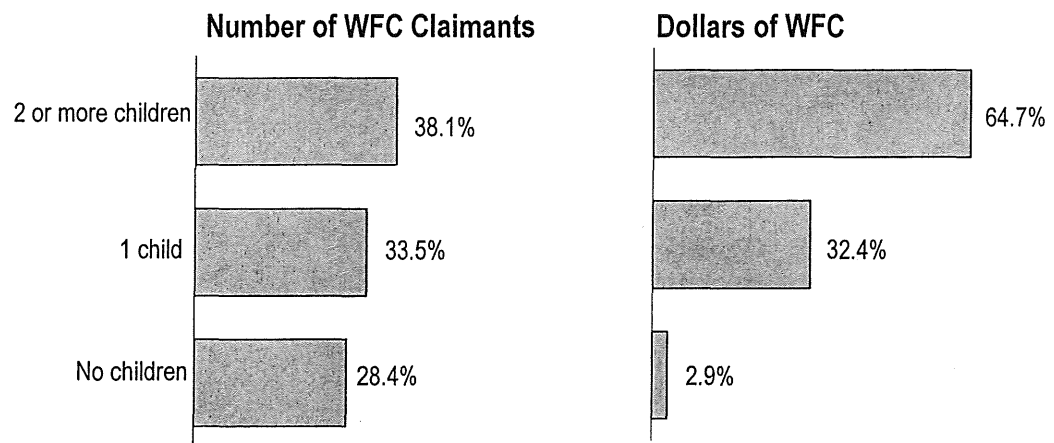 Number of WFC Claimants
Dollars of WFC
2 or more children
38.1%
64.7%
1 child
33.5%
32.4%
No children
28.4%
2.9%